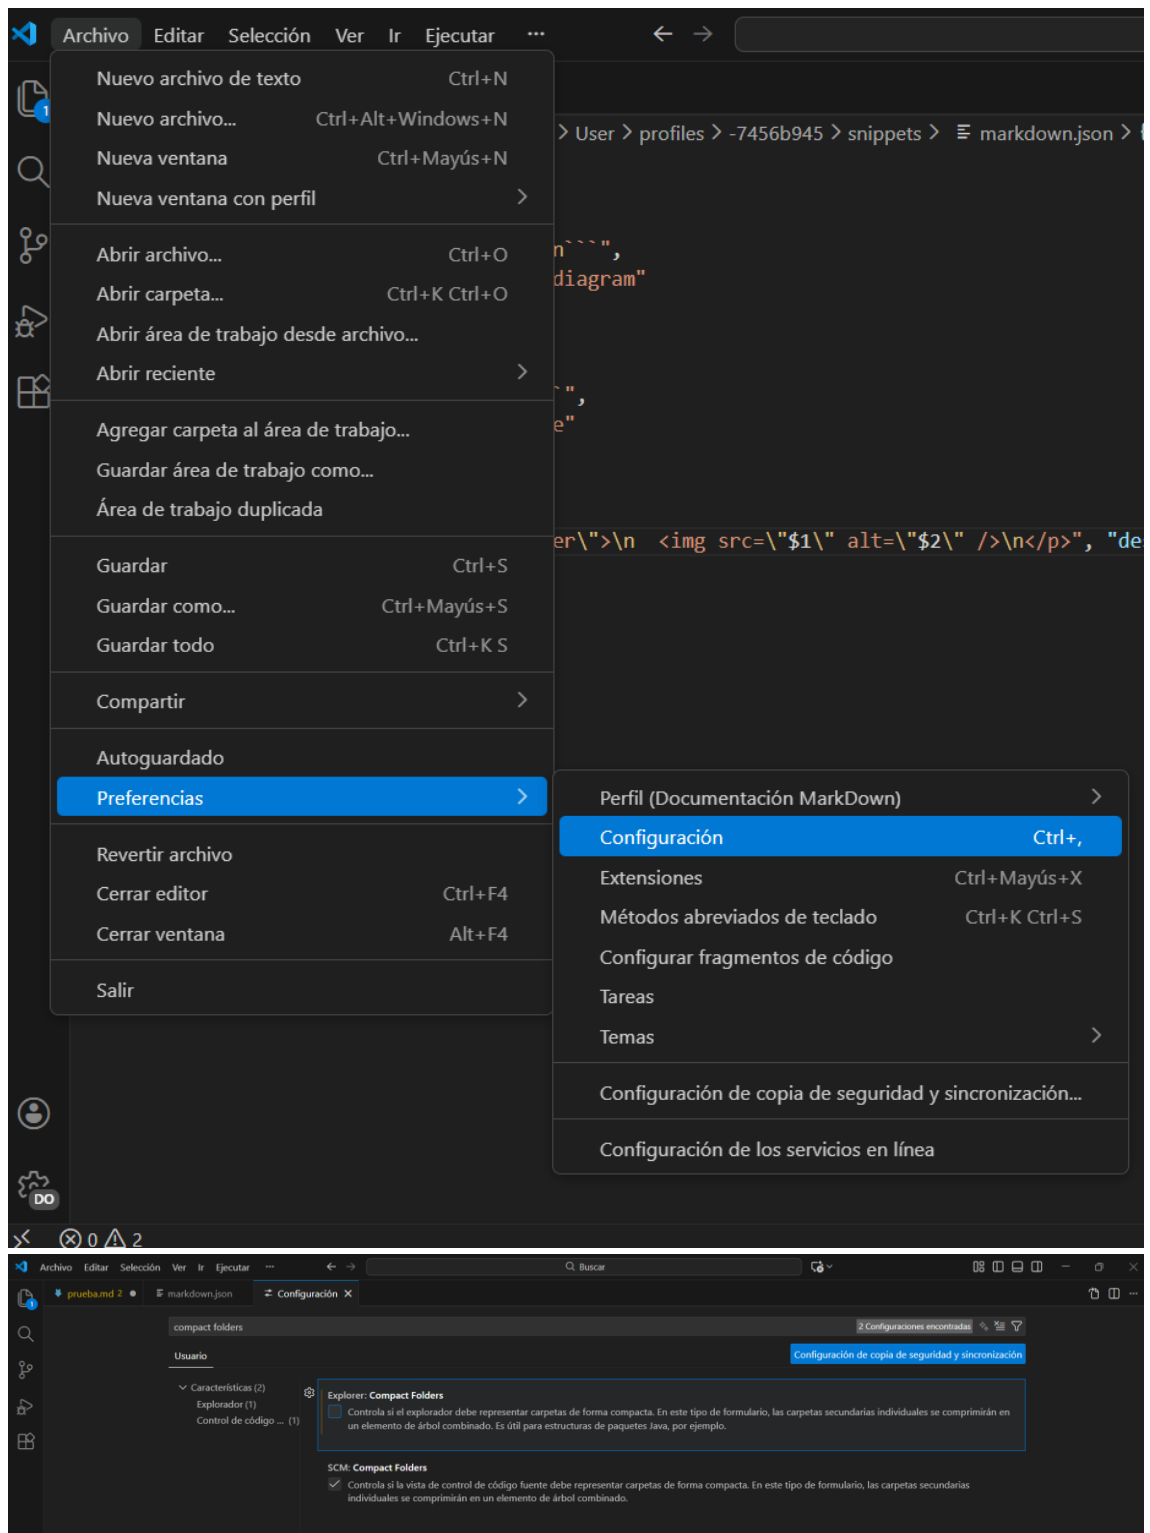 Archivo Editar Selección Ver Ir Ejecutar ···
Nuevo archivo de texto Ctrl+N
1
Nuevo archivo... Ctrl+Alt+Windows+N
> User > profiles > -7456b945 > snippets > markdown.json >
Nueva ventana Ctrl+Mayús+N
Nueva ventana con perfil
Abrir archivo... Ctrl+O
n```",
diagram"
Abrir carpeta... Ctrl+K Ctrl+O
Abrir área de trabajo desde archivo...
Abrir reciente
`",
e"
Agregar carpeta al área de trabajo...
Guardar área de trabajo como...
Área de trabajo duplicada
er\">\n <img src=\"$1\" alt=\"$2\" />\n</p>", "de
Guardar Ctrl+S
Guardar como... Ctrl+Mayús+S
Guardar todo Ctrl+K S
Compartir
Autoguardado
Preferencias
Perfil (Documentación MarkDown)
Configuración Ctrl+,
Revertir archivo
Extensiones Ctrl+Mayús+X
Cerrar editor Ctrl+F4
Métodos abreviados de teclado Ctrl+K Ctrl+S
Cerrar ventana Alt+F4
Configurar fragmentos de código
Salir
Tareas
Temas
Configuración de copia de seguridad y sincronización...
Configuración de los servicios en línea
DO
0 2
Archivo Editar Selección Ver Ir Ejecutar ··· Buscar
1
prueba.md 2 markdown.json Configuración
compact folders 2 Configuraciones encontradas
Usuario Configuración de copia de seguridad y sincronización
Características (2)
Explorador (1)
Control de código ... (1)
Explorer: Compact Folders
Controla si el explorador debe representar carpetas de forma compacta. En este tipo de formulario, las carpetas secundarias individuales se comprimirán en
un elemento de árbol combinado. Es útil para estructuras de paquetes Java, por ejemplo.
SCM: Compact Folders
Controla si la vista de control de código fuente debe representar carpetas de forma compacta. En este tipo de formulario, las carpetas secundarias
individuales se comprimirán en un elemento de árbol combinado.